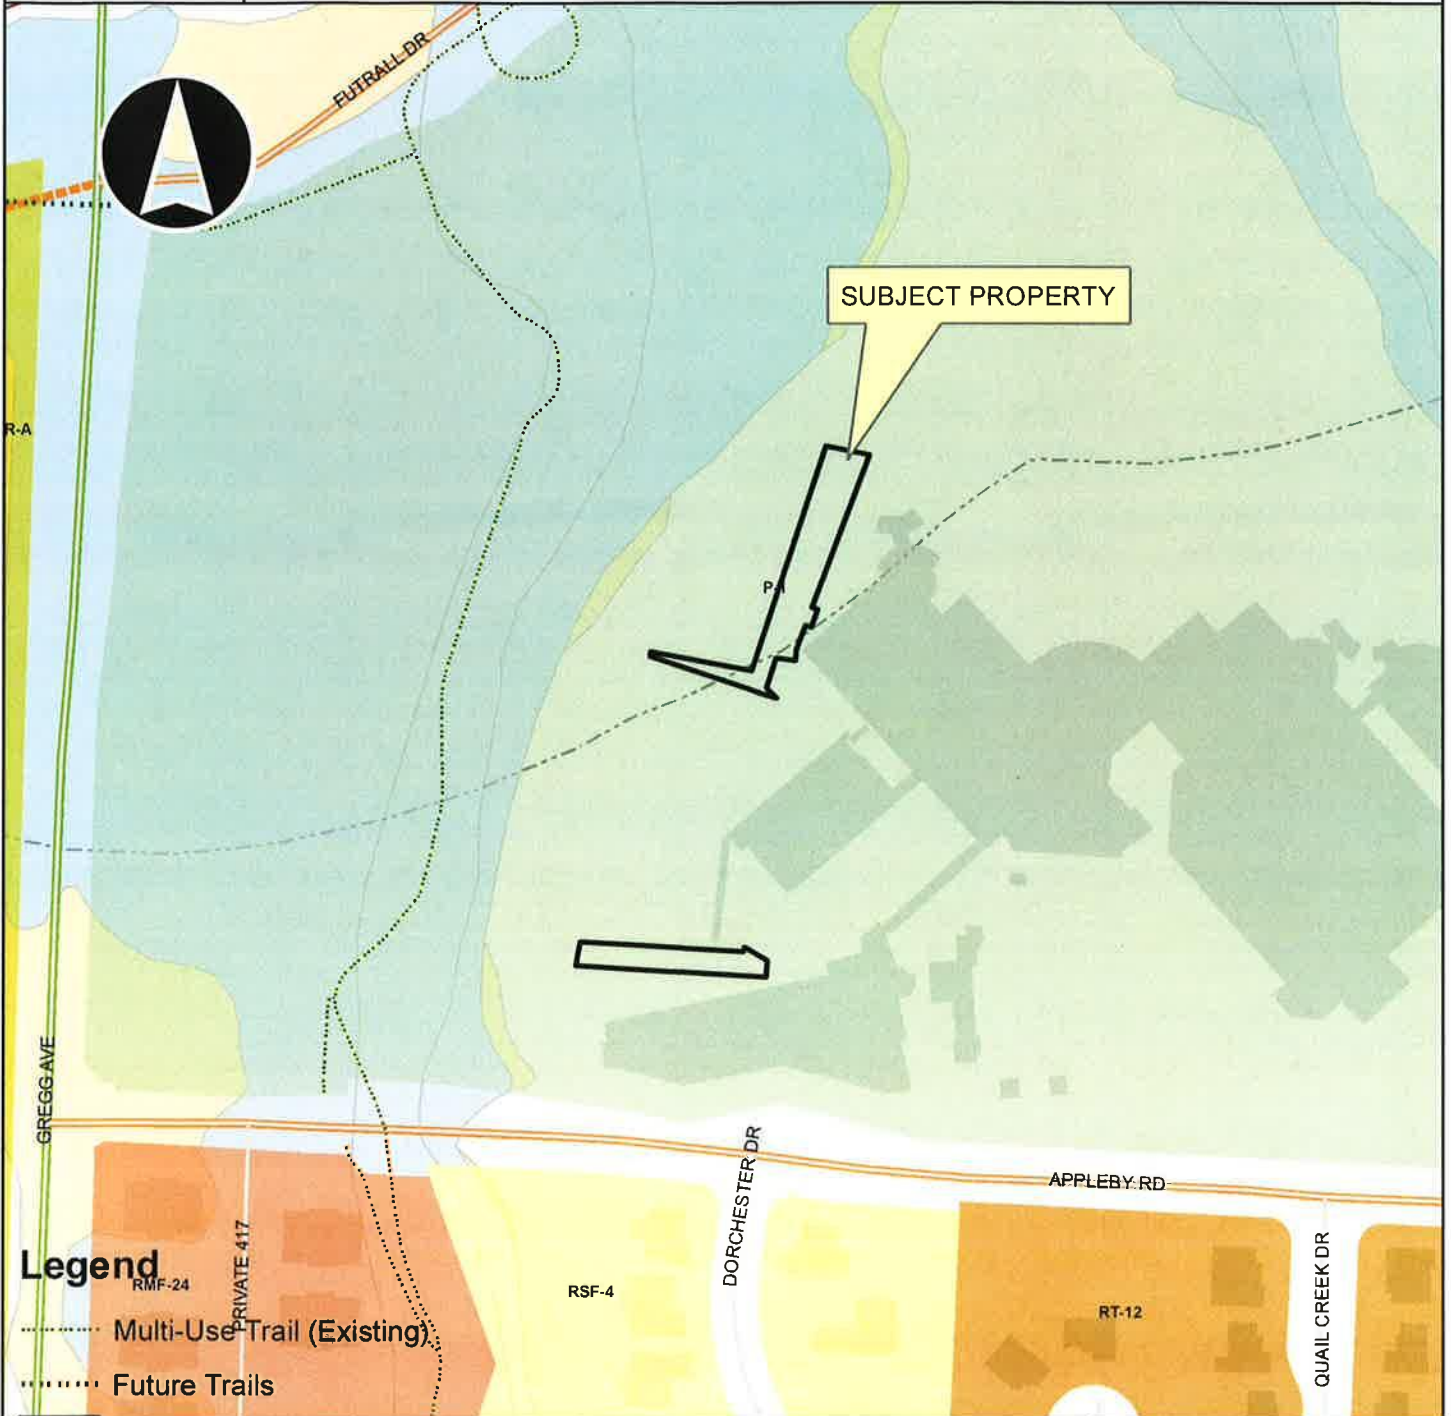 FUTRALL DR
SUBJECT PROPERTY
R-A
P-1
GREGG AVE
APPLEBY RD
DORCHESTER DR
PRIVATE 417
QUAIL CREEK DR
Legend
RMF-24
RSF-4
RT-12
Multi-Use Trail (Existing)
Future Trails